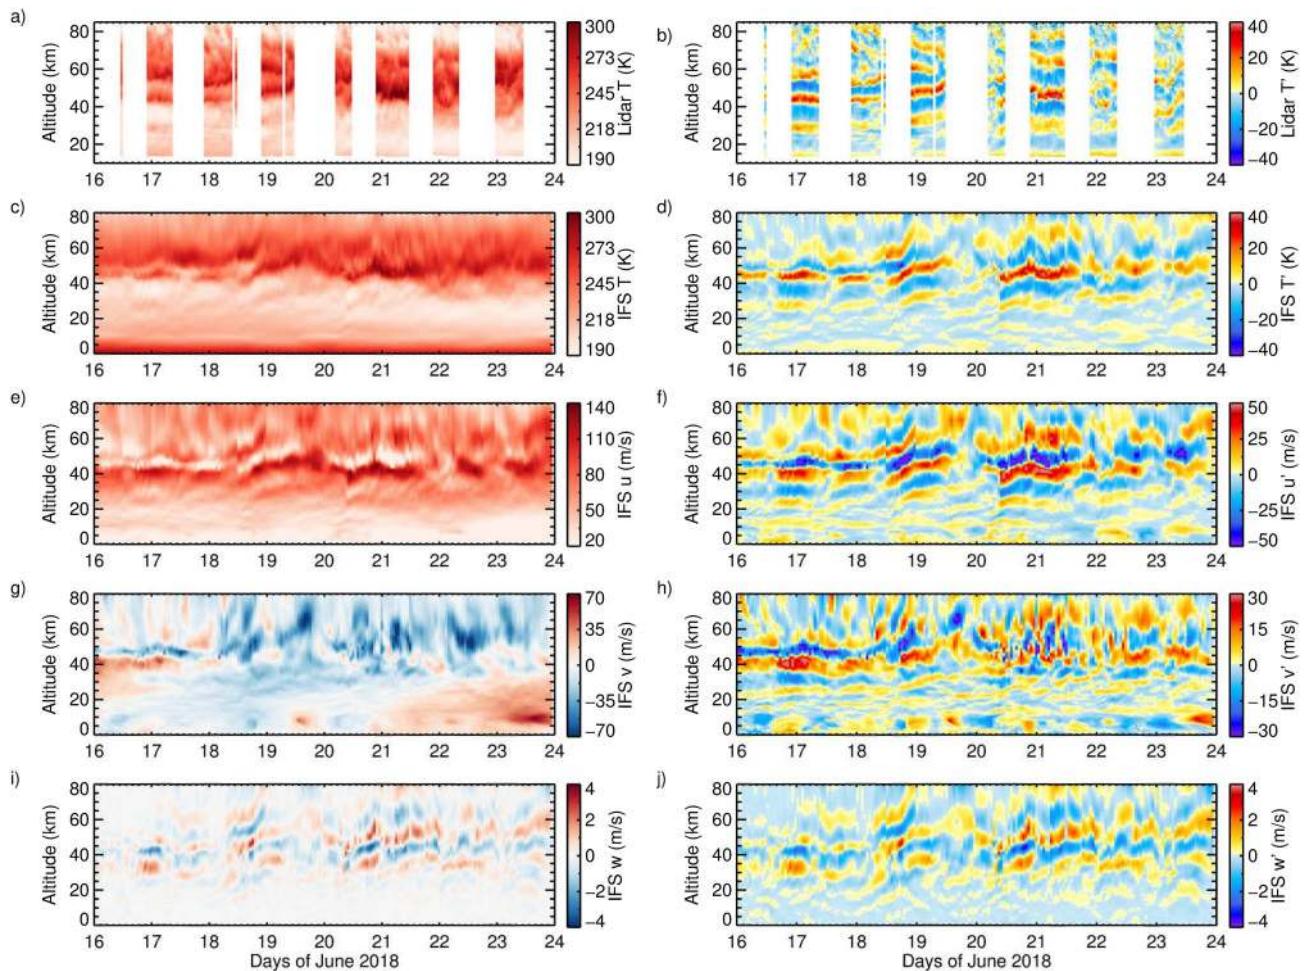 a)
Altitude (km)
80
60
40
20
16 17 18 19 20 21 22 23 24
300
273
245
218
190
Lidar T (K)
b)
Altitude (km)
80
60
40
20
16 17 18 19 20 21 22 23 24
40
20
0
−20
−40
Lidar T' (K)
c)
Altitude (km)
80
60
40
20
0
16 17 18 19 20 21 22 23 24
300
273
245
218
190
IFS T (K)
d)
Altitude (km)
80
60
40
20
0
16 17 18 19 20 21 22 23 24
40
20
0
−20
−40
IFS T' (K)
e)
Altitude (km)
80
60
40
20
0
16 17 18 19 20 21 22 23 24
140
110
80
50
20
IFS u (m/s)
f)
Altitude (km)
80
60
40
20
0
16 17 18 19 20 21 22 23 24
50
25
0
−25
−50
IFS u' (m/s)
g)
Altitude (km)
80
60
40
20
0
16 17 18 19 20 21 22 23 24
70
35
0
−35
−70
IFS v (m/s)
h)
Altitude (km)
80
60
40
20
0
16 17 18 19 20 21 22 23 24
30
15
0
−15
−30
IFS v' (m/s)
i)
Altitude (km)
80
60
40
20
0
16 17 18 19 20 21 22 23 24
Days of June 2018
4
2
0
−2
−4
IFS w (m/s)
j)
Altitude (km)
80
60
40
20
0
16 17 18 19 20 21 22 23 24
Days of June 2018
4
2
0
−2
−4
IFS w' (m/s)